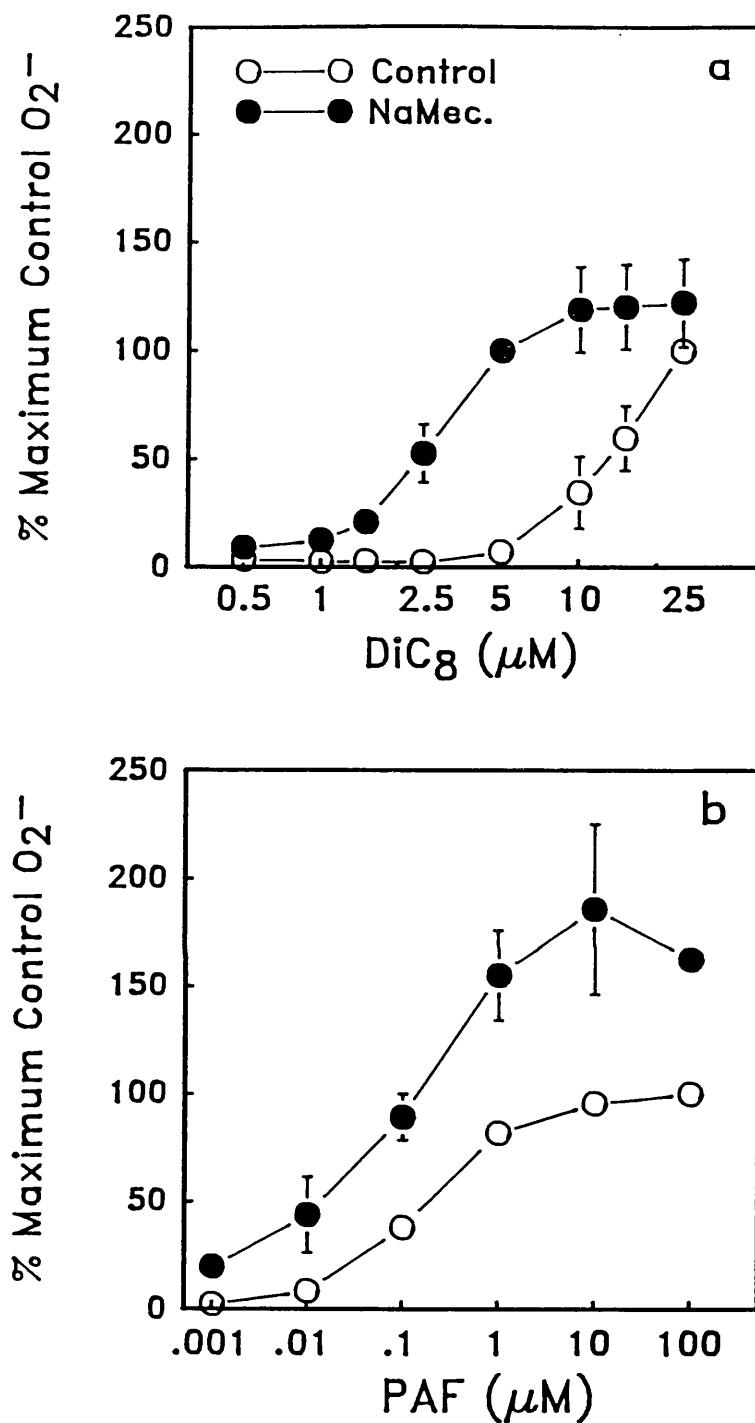 250
200
150
100
50
0
% Maximum Control O₂⁻
Control
NaMec.
a
0.5 1 2.5 5 10 25
DiC₈ (μM)
250
200
150
100
50
0
% Maximum Control O₂⁻
b
.001 .01 .1 1 10 100
PAF (μM)